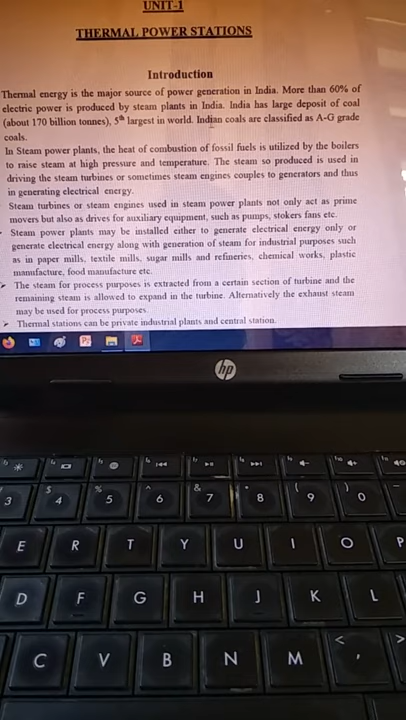 UNIT-1
THERMAL POWER STATIONS
Introduction
Thermal energy is the major source of power generation in India. More than 60% of
electric power is produced by steam plants in India. India has large deposit of coal
(about 170 billion tonnes), 5th largest in world. Indian coals are classified as A-G grade
coals.
In Steam power plants, the heat of combustion of fossil fuels is utilized by the boilers
to raise steam at high pressure and temperature. The steam so produced is used in
driving the steam turbines or sometimes steam engines couples to generators and thus
in generating electrical energy.
Steam turbines or steam engines used in steam power plants not only act as prime
movers but also as drives for auxiliary equipment, such as pumps, stokers fans etc.
Steam power plants may be installed either to generate electrical energy only or
generate electrical energy along with generation of steam for industrial purposes such
as in paper mills, textile mills, sugar mills and refineries, chemical works, plastic
manufacture, food manufacture etc.
➢ The steam for process purposes is extracted from a certain section of turbine and the
remaining steam is allowed to expand in the turbine. Alternatively the exhaust steam
may be used for process purposes.
➢ Thermal stations can be private industrial plants and central station.
hp
3 $ 4 % 5 ^ 6 & 7 * 8 ( 9 ) 0
E R T Y U I O P
D F G H J K L
C V B N M < , >